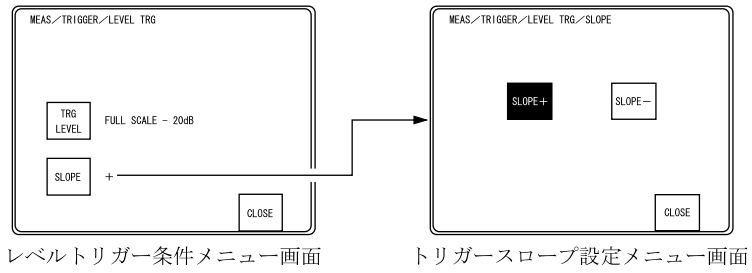 MEAS／TRIGGER／LEVEL TRG
TRG
LEVEL
FULL SCALE － 20dB
SLOPE
＋
CLOSE
レベルトリガー条件メニュー画面
MEAS／TRIGGER／LEVEL TRG／SLOPE
SLOPE＋
SLOPE－
CLOSE
トリガースロープ設定メニュー画面